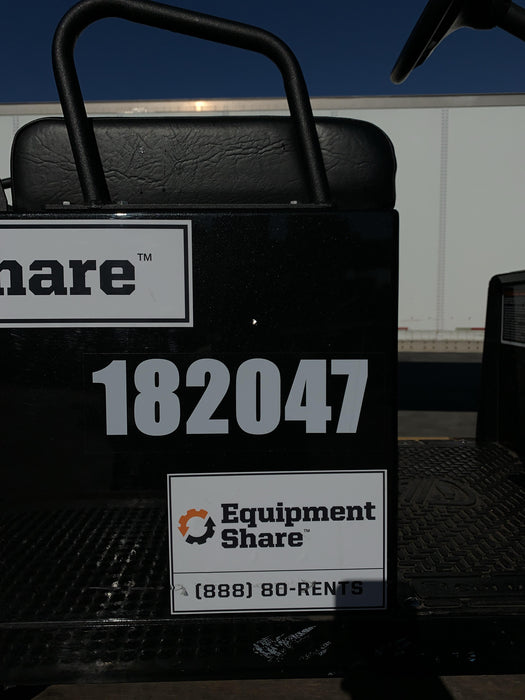 hare™
182047
Equipment
Share™
(888) 80-RENTS